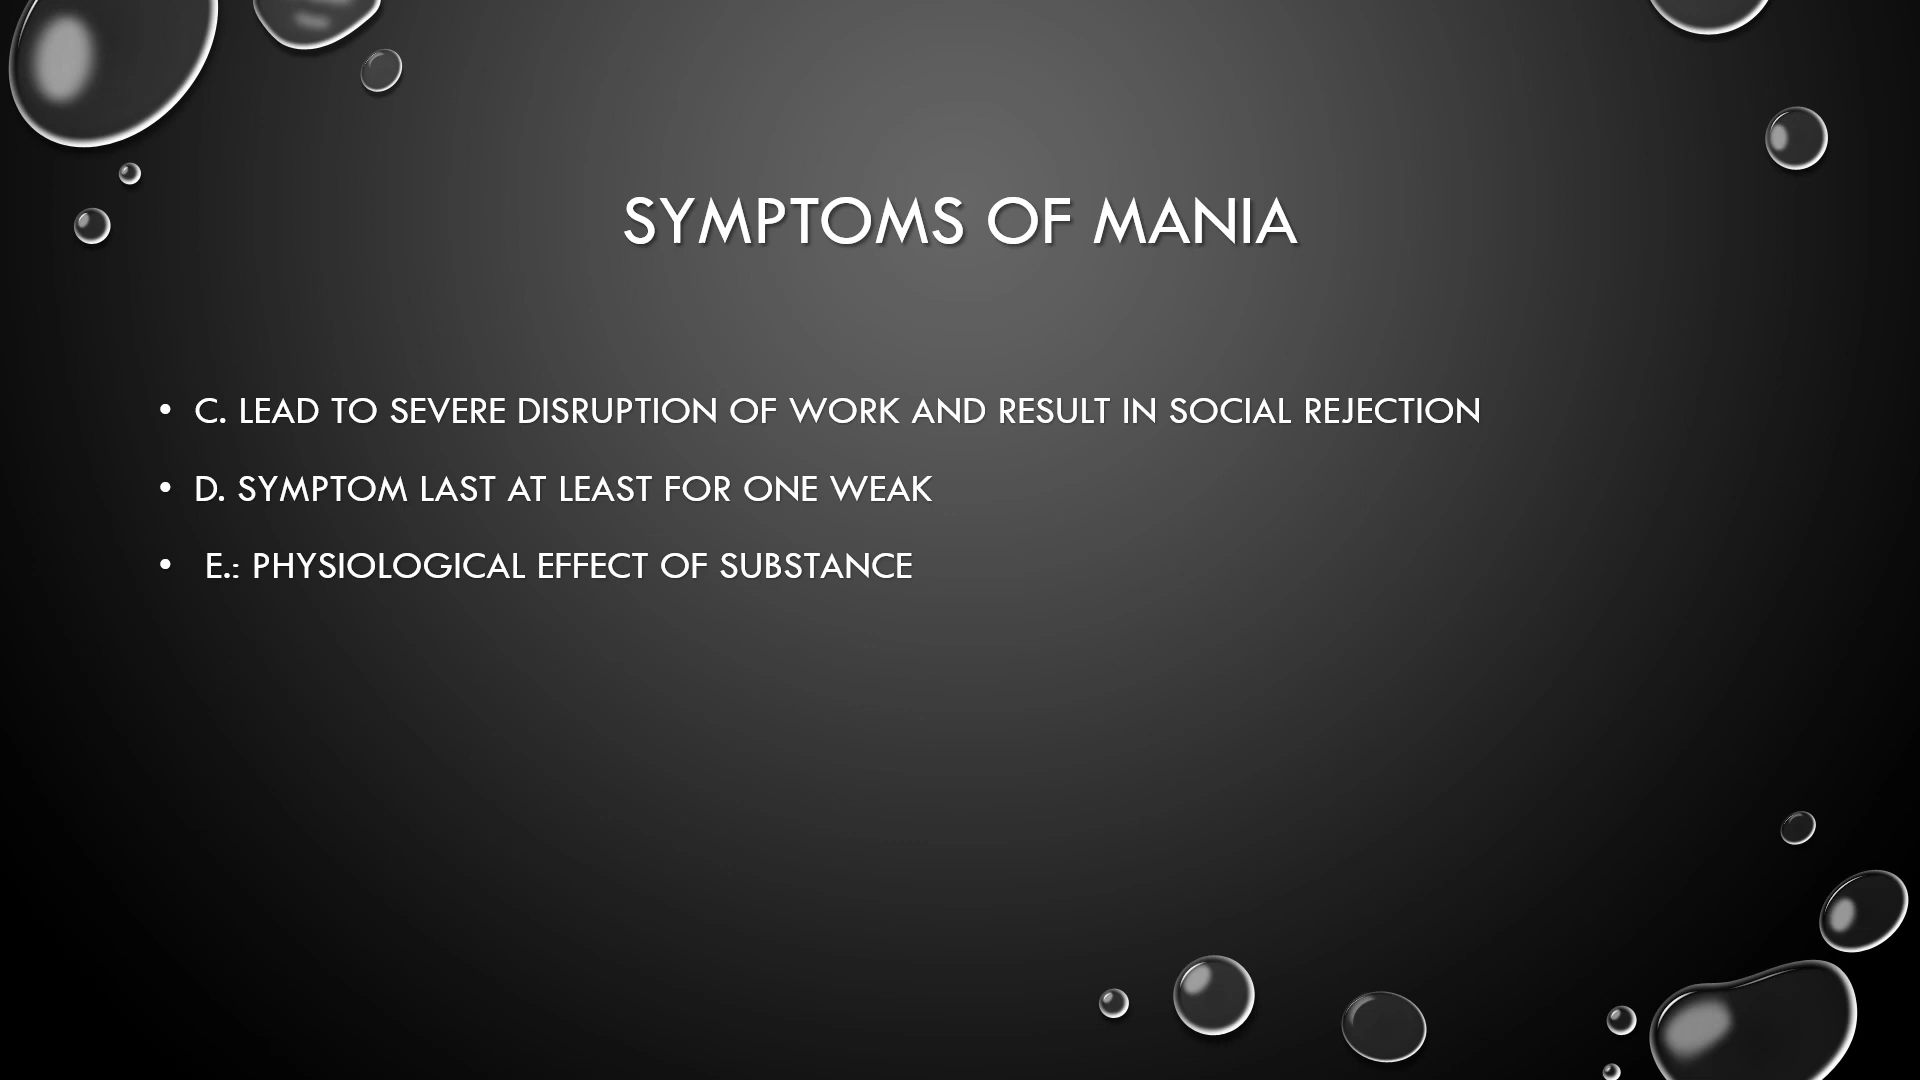 SYMPTOMS OF MANIA
• C. LEAD TO SEVERE DISRUPTION OF WORK AND RESULT IN SOCIAL REJECTION
• D. SYMPTOM LAST AT LEAST FOR ONE WEAK
• E.: PHYSIOLOGICAL EFFECT OF SUBSTANCE